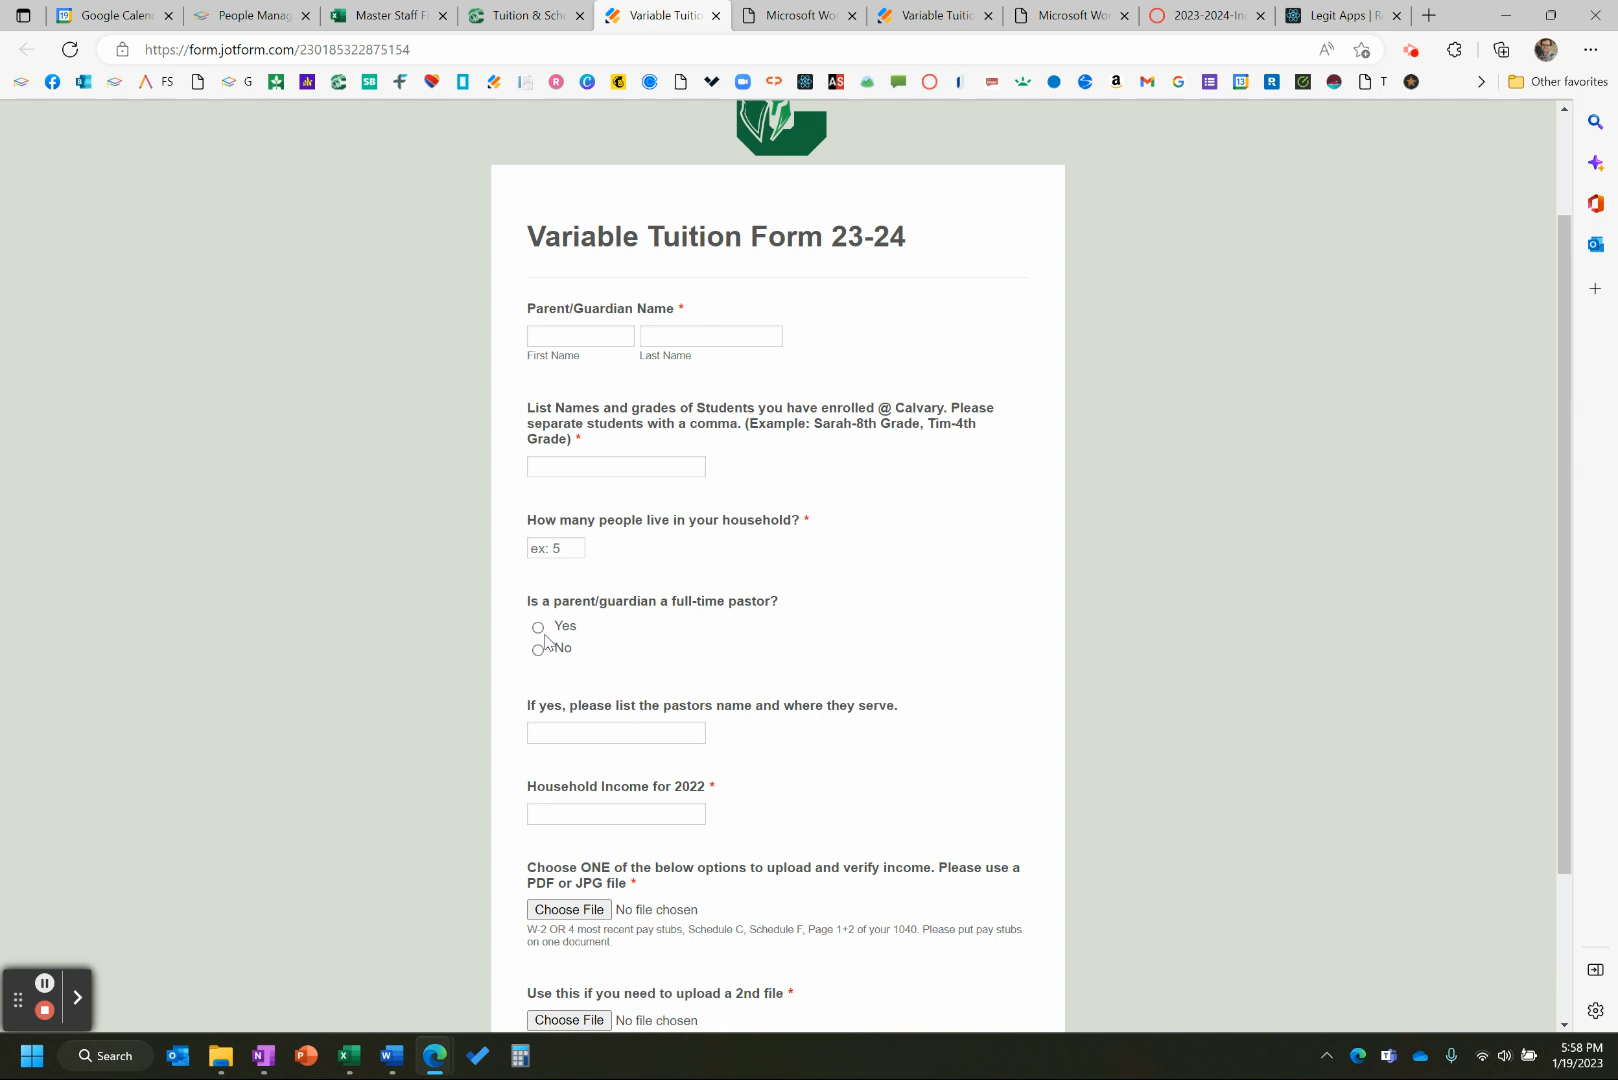 19 Google Calen
People Manag
Master Staff F
Tuition & Scho
Variable Tuitio
Microsoft Wo
Variable Tuitio
Microsoft Wo
2023-2024-In
Legit Apps | R
https://form.jotform.com/230185322875154
FS
G
SB
AS
a
G
13
R
T
Other favorites
Variable Tuition Form 23-24
Parent/Guardian Name *
First Name
Last Name
List Names and grades of Students you have enrolled @ Calvary. Please
separate students with a comma. (Example: Sarah-8th Grade, Tim-4th
Grade) *
How many people live in your household? *
ex: 5
Is a parent/guardian a full-time pastor?
Yes
No
If yes, please list the pastors name and where they serve.
Household Income for 2022 *
Choose ONE of the below options to upload and verify income. Please use a
PDF or JPG file *
Choose File No file chosen
W-2 OR 4 most recent pay stubs, Schedule C, Schedule F, Page 1+2 of your 1040. Please put pay stubs
on one document.
Use this if you need to upload a 2nd file *
Choose File No file chosen
Search
5:58 PM
1/19/2023